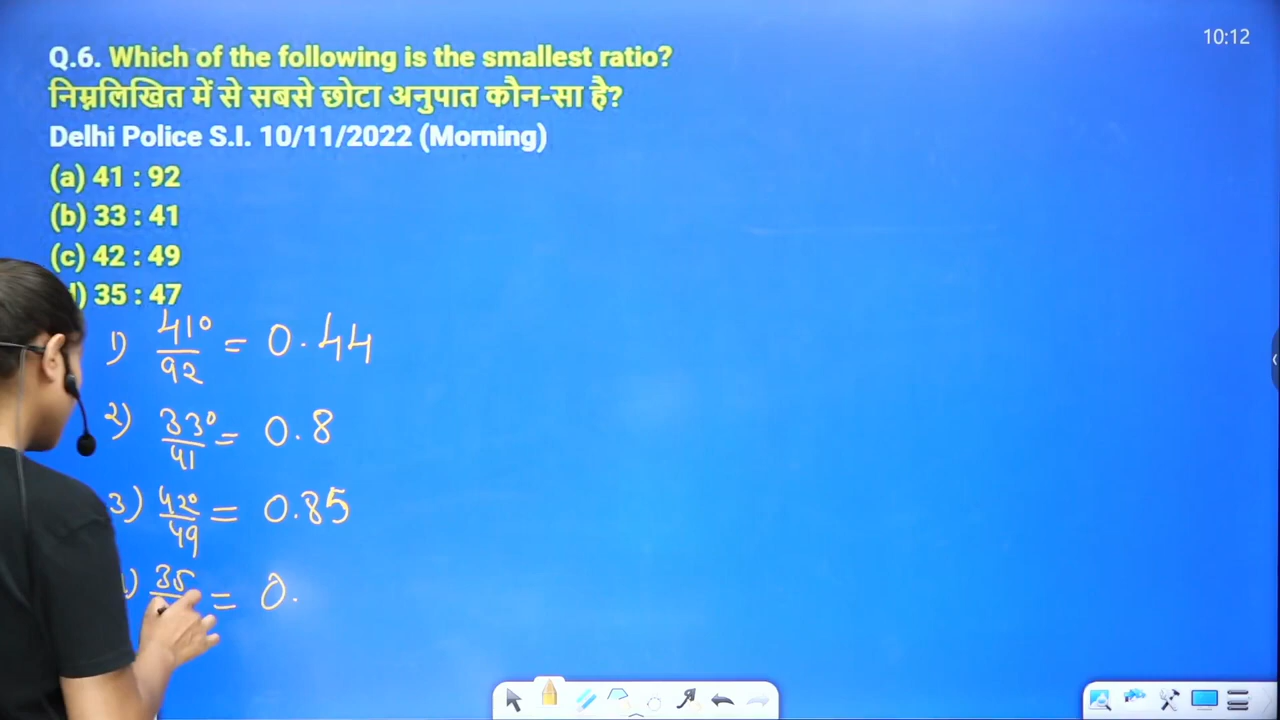 10:12
Q.6. Which of the following is the smallest ratio?
निम्नलिखित में से सबसे छोटा अनुपात कौन-सा है?
Delhi Police S.I. 10/11/2022 (Morning)
(a) 41 : 92
(b) 33 : 41
(c) 42 : 49
) 35 : 47
1) 410/92 = 0.44
2) 330/41 = 0.8
3) 420/49 = 0.85
) 35 = 0.